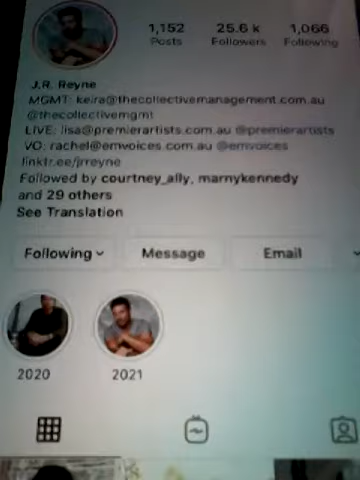 1,152 25.6 k 1,066
Posts Followers Following
J.R. Reyne
MGMT: keira@thecollectivemanagement.com.au
@thecollectivemgmt
LIVE: lisa@premierartists.com.au @premierartists
VO: rachel@emvoices.com.au @emvoices
linktr.ee/jrreyne
Followed by courtney_ally, marnykennedy
and 29 others
See Translation
Following Message Email
2020 2021